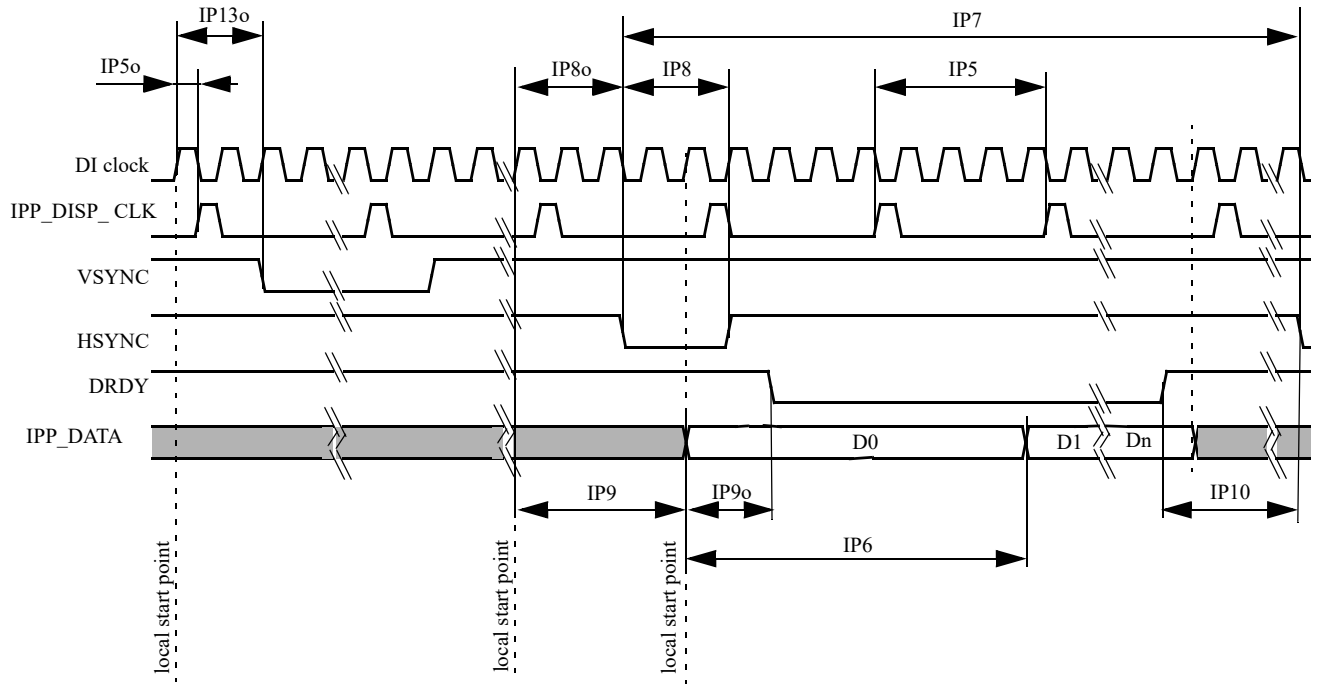 IP13o
IP7
IP5o
IP8o
IP8
IP5
DI clock
IPP_DISP_ CLK
VSYNC
HSYNC
DRDY
IPP_DATA
D0
D1
Dn
IP9
IP9o
IP10
IP6
local start point
local start point
local start point